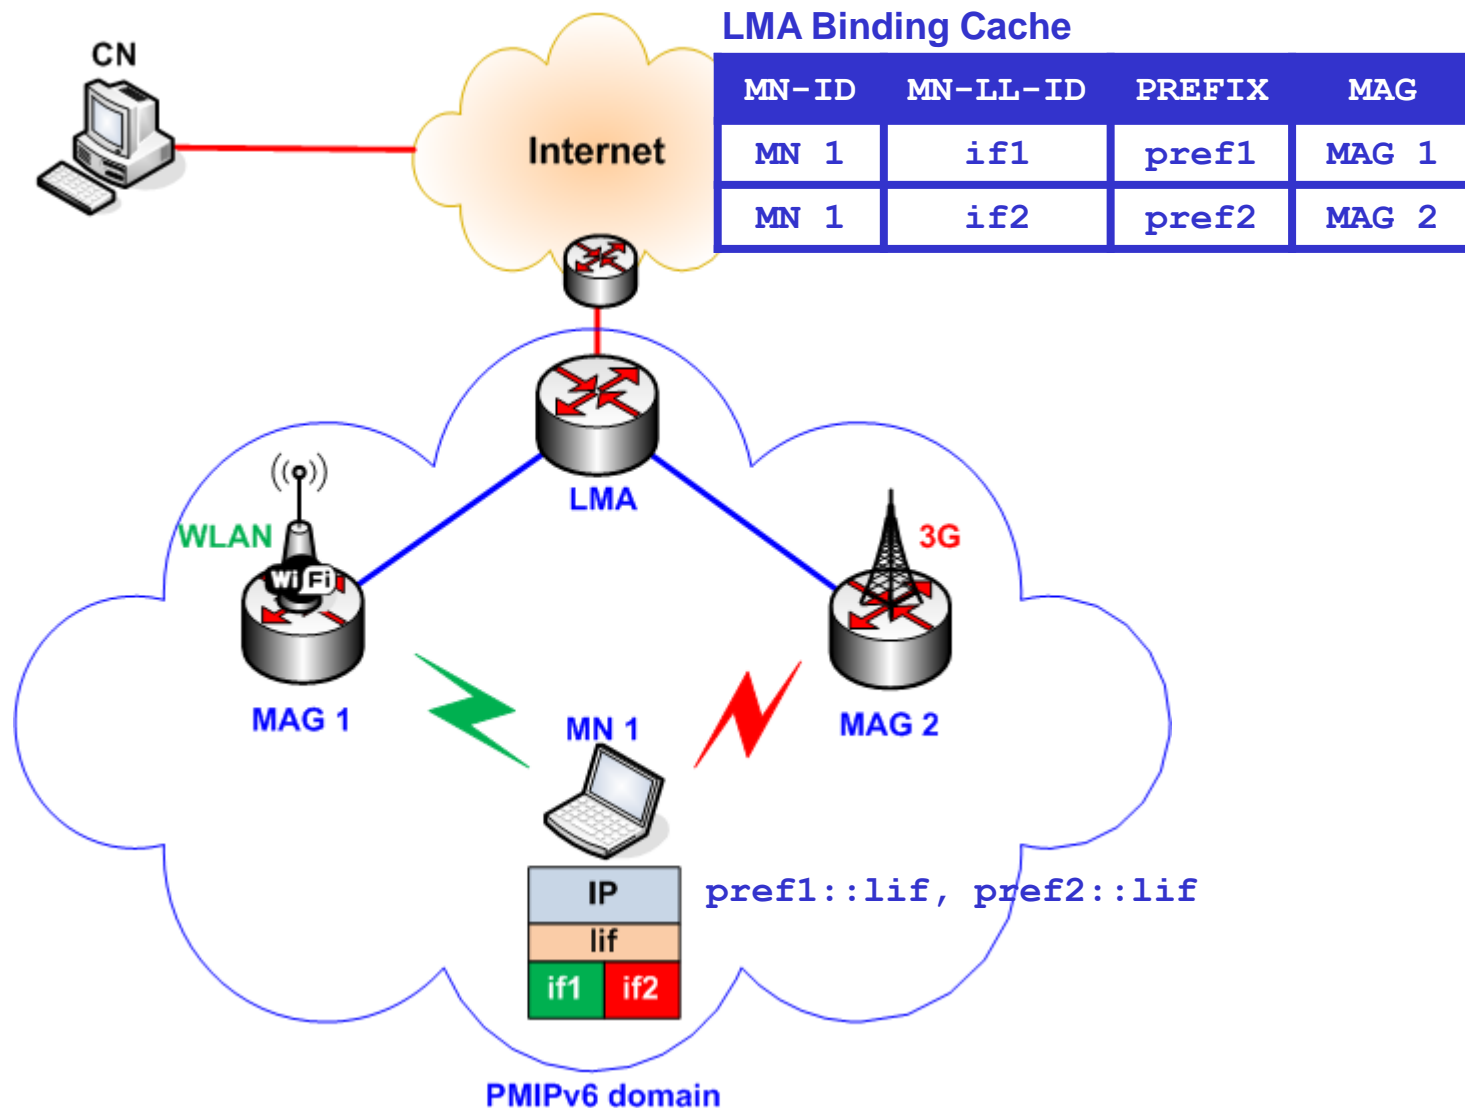 LMA Binding Cache
CN
MN-ID MN-LL-ID PREFIX MAG
MN 1 if1 pref1 MAG 1
MN 1 if2 pref2 MAG 2
Internet
LMA
WLAN
Wi Fi
3G
MAG 1
MN 1
MAG 2
IP
pref1::lif, pref2::lif
lif
if1 if2
PMIPv6 domain